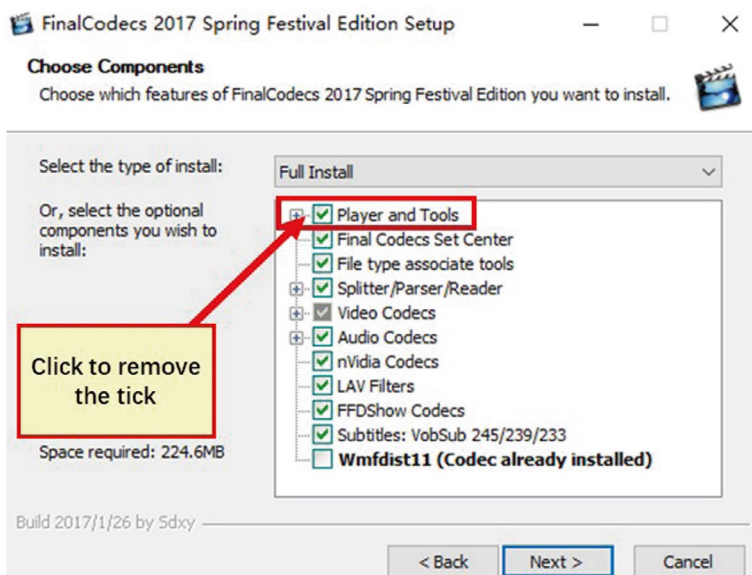 FinalCodecs 2017 Spring Festival Edition Setup
Choose Components
Choose which features of FinalCodecs 2017 Spring Festival Edition you want to install.
Select the type of install:
Full Install
Or, select the optional
components you wish to
install:
Player and Tools
Final Codecs Set Center
File type associate tools
Splitter/Parser/Reader
Video Codecs
Audio Codecs
nVidia Codecs
LAV Filters
FFDShow Codecs
Subtitles: VobSub 245/239/233
Wmfdist11 (Codec already installed)
Click to remove
the tick
Space required: 224.6MB
Build 2017/1/26 by Sdxy
< Back
Next >
Cancel